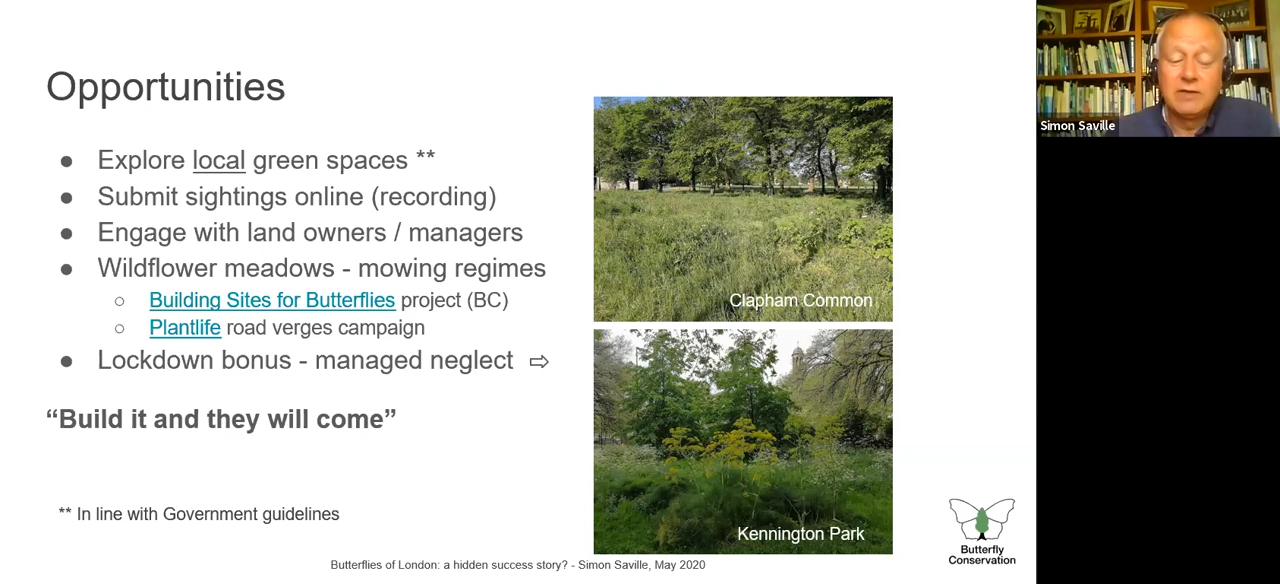 Opportunities
● Explore local green spaces **
● Submit sightings online (recording)
● Engage with land owners / managers
● Wildflower meadows - mowing regimes
○ Building Sites for Butterflies project (BC)
○ Plantlife road verges campaign
● Lockdown bonus - managed neglect ⇨
“Build it and they will come”
** In line with Government guidelines
Clapham Common
Kennington Park
Butterfly
Conservation
Butterflies of London: a hidden success story? - Simon Saville, May 2020
Simon Saville